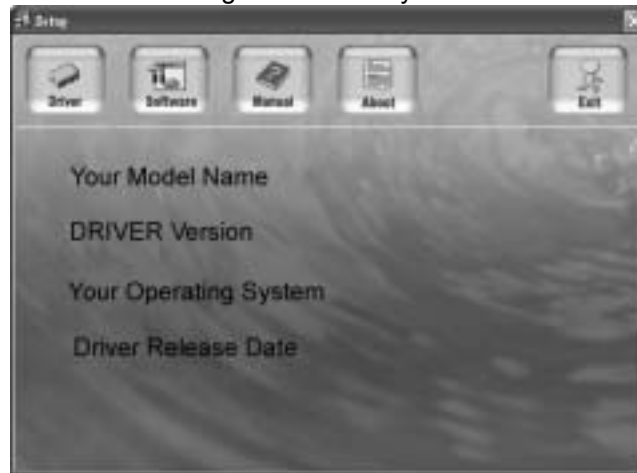 Setup
Driver Software Manual About Exit
Your Model Name
DRIVER Version
Your Operating System
Driver Release Date